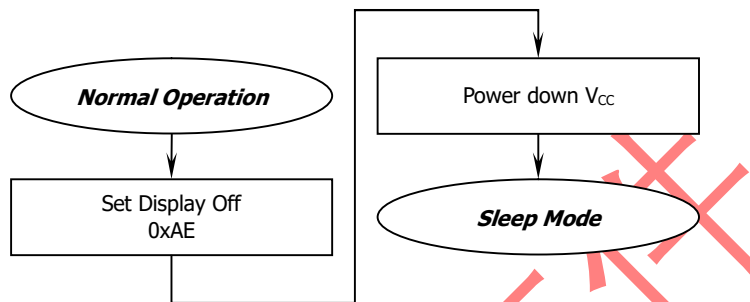 Normal Operation
Set Display Off
0xAE
Power down VCC
Sleep Mode